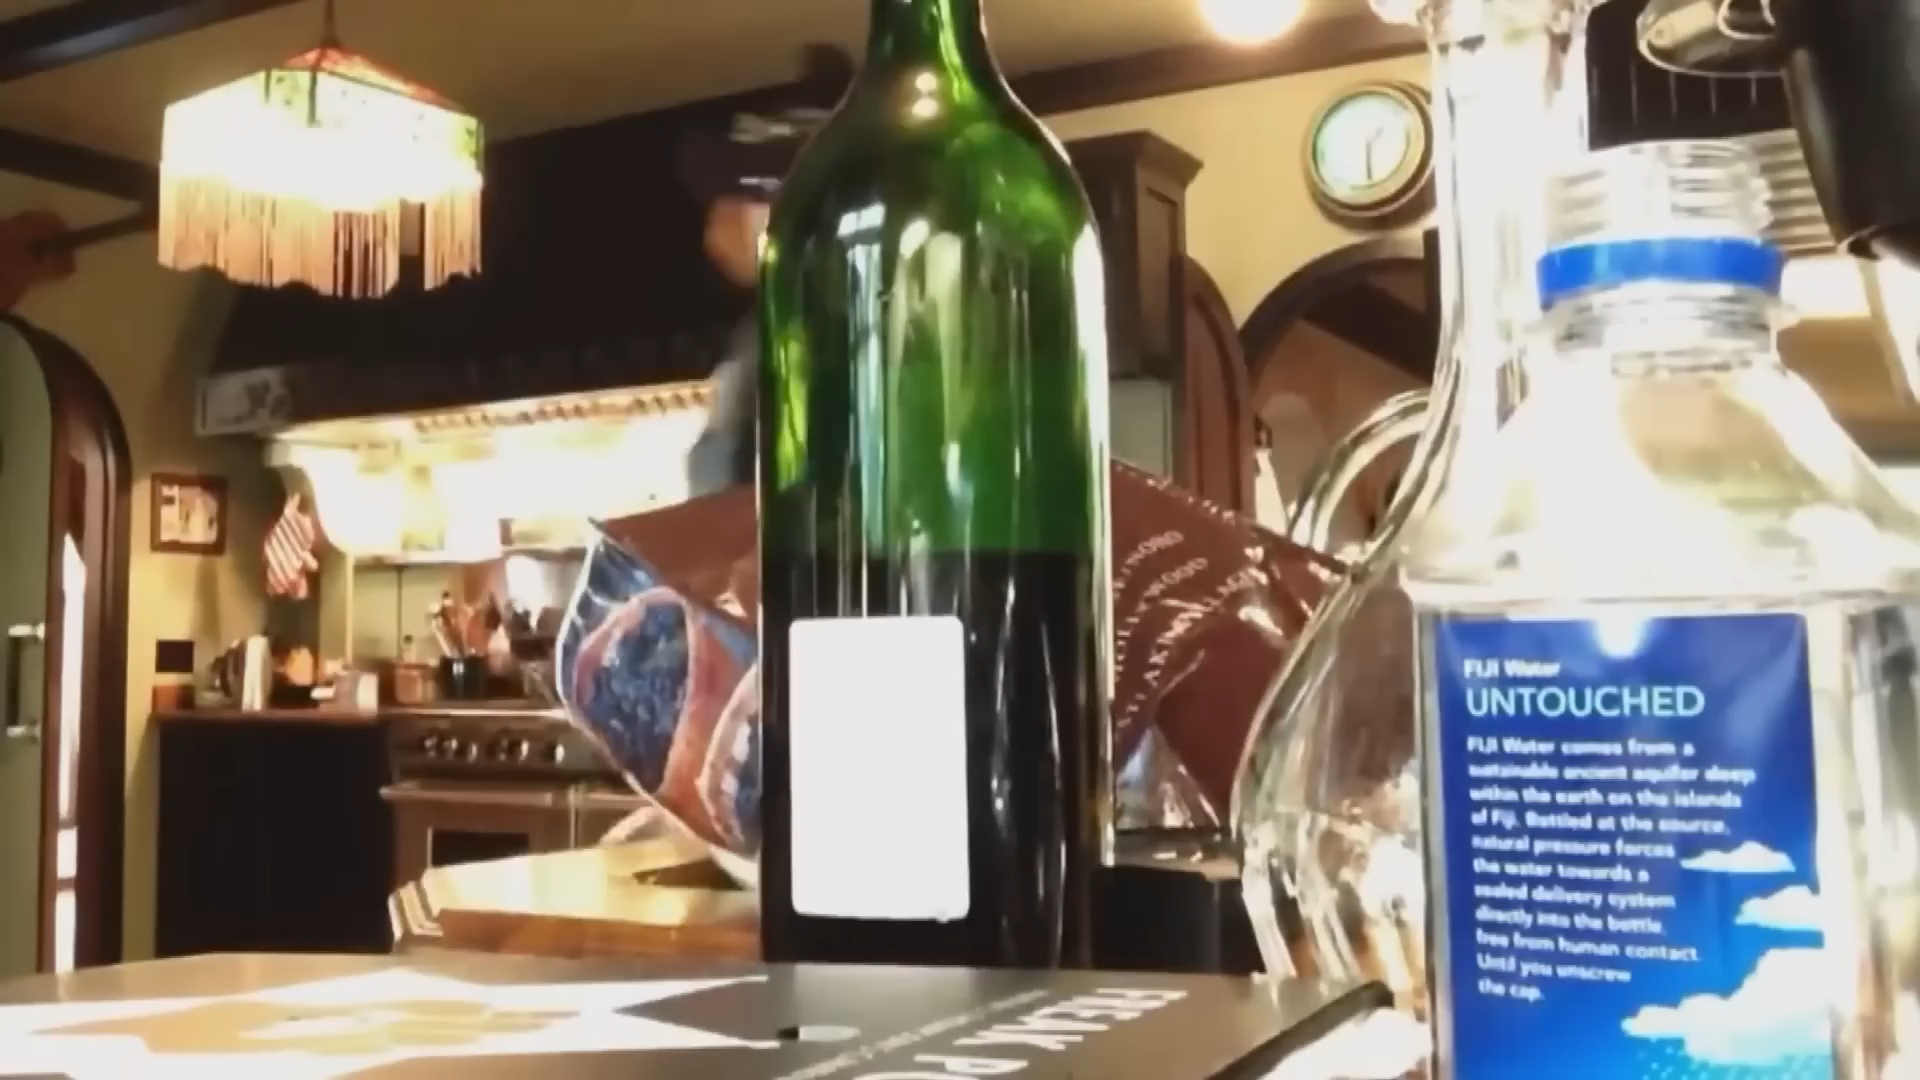 FIJI Water
UNTOUCHED
FIJI Water comes from a
sustainable ancient aquifer deep
within the earth on the islands
of Fiji. Bottled at the source,
natural pressure forces
the water towards a
sealed delivery system
directly into the bottle
free from human contact
Until you unscrew
the cap.
HOLLYWOOD
FREAK